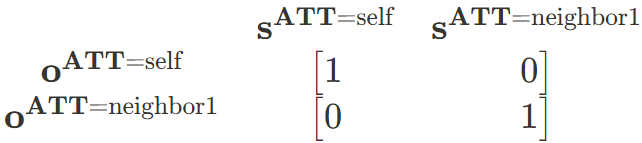 s^ATT=self s^ATT=neighbor1
o^ATT=self [1 0]
o^ATT=neighbor1 [0 1]